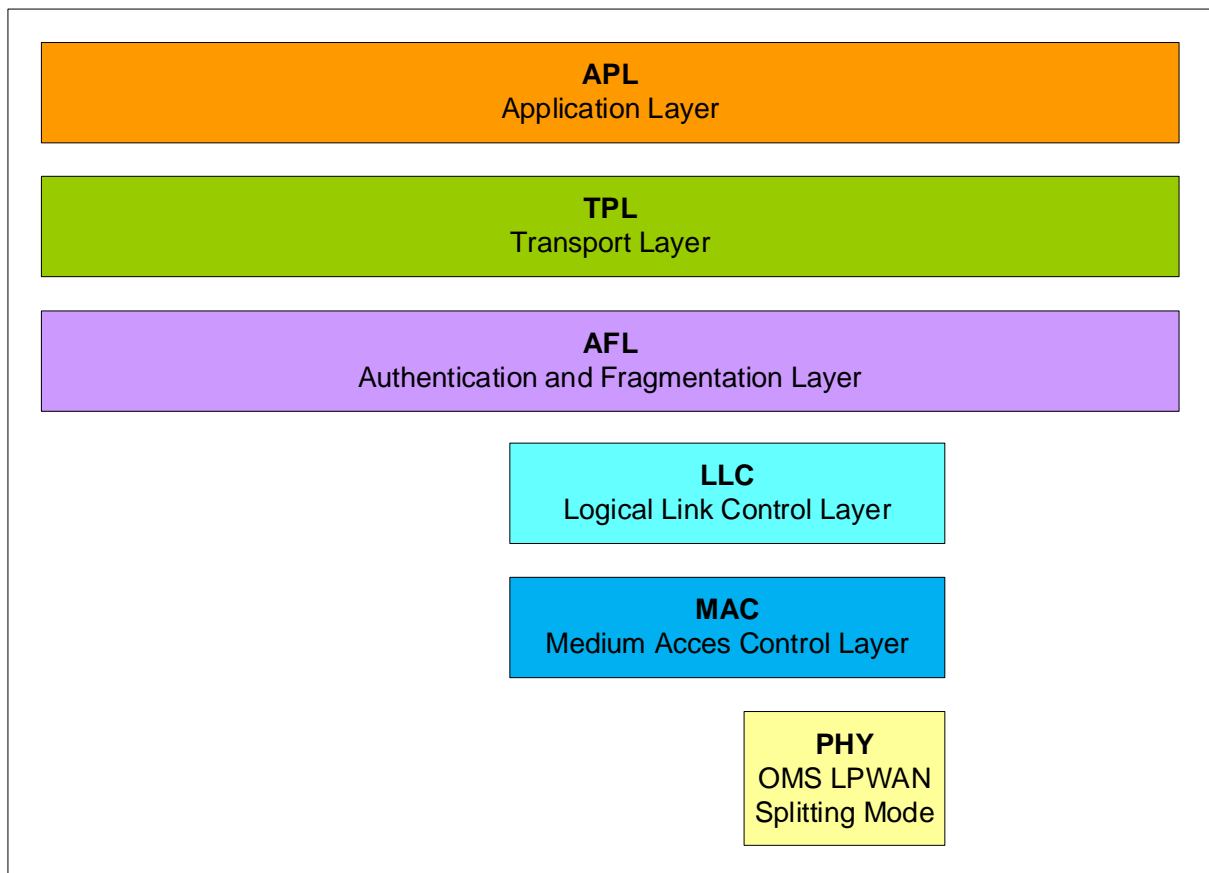 APL
Application Layer
TPL
Transport Layer
AFL
Authentication and Fragmentation Layer
LLC
Logical Link Control Layer
MAC
Medium Acces Control Layer
PHY
OMS LPWAN
Splitting Mode